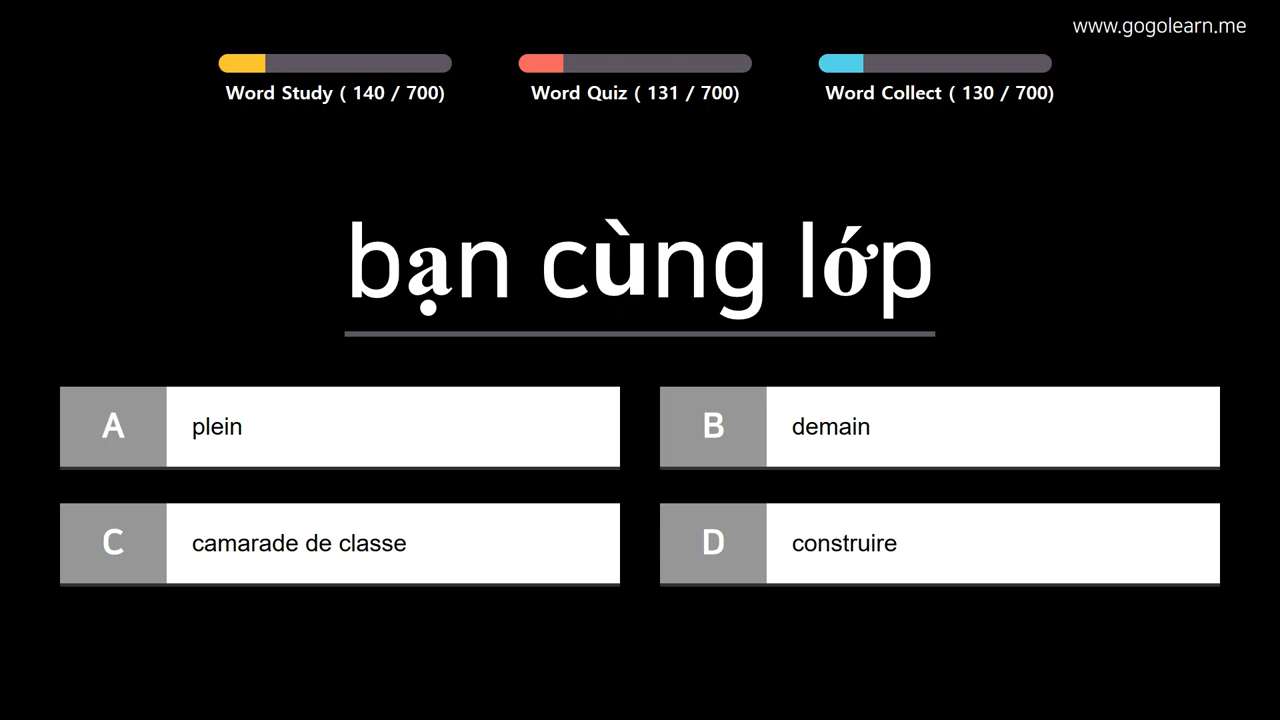 www.gogolearn.me
Word Study ( 140 / 700)
Word Quiz ( 131 / 700)
Word Collect ( 130 / 700)
bạn cùng lớp
A plein
B demain
C camarade de classe
D construire